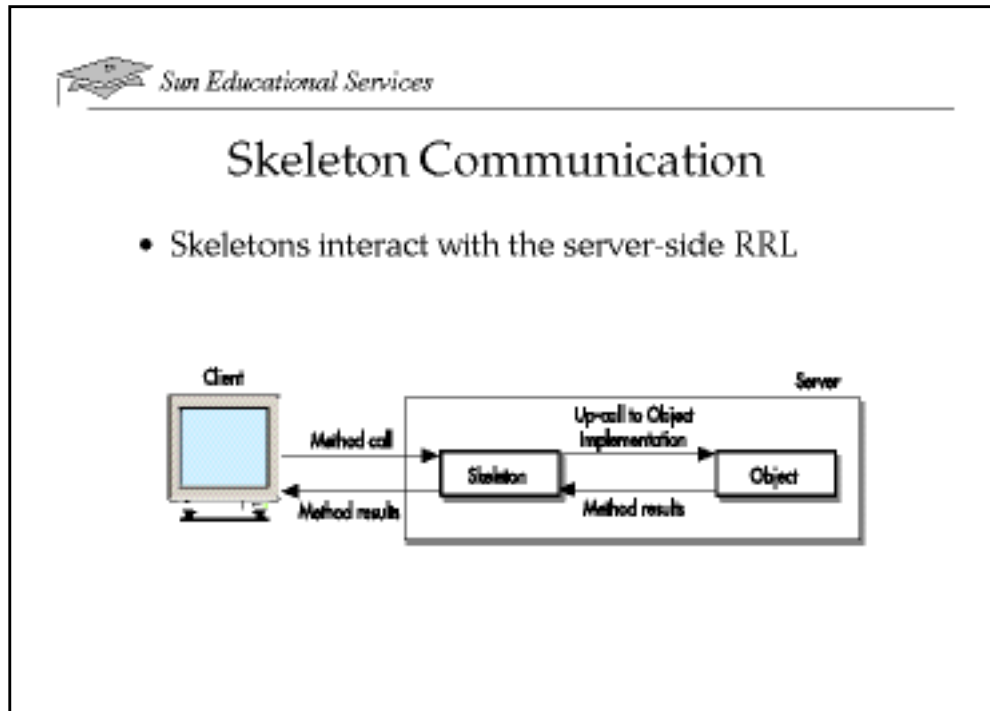 Sun Educational Services
Skeleton Communication
• Skeletons interact with the server-side RRL
Client
Server
Method call
Up-call to Object
Implementation
Skeleton
Object
Method results
Method results